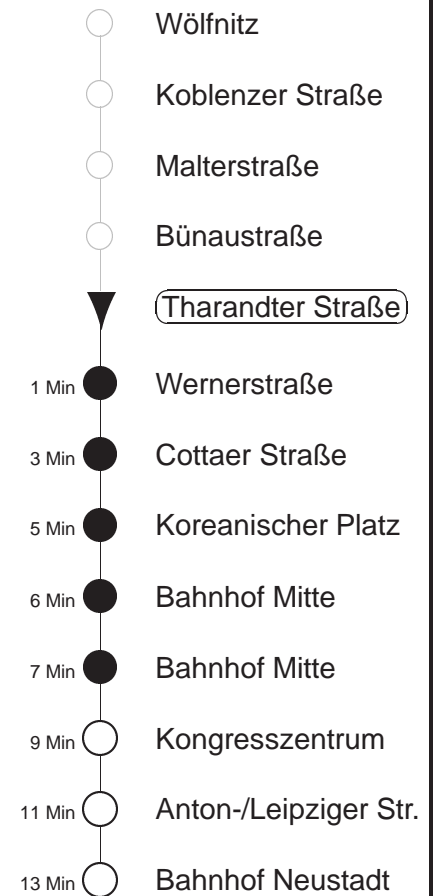 Wölfnitz
Koblenzer Straße
Malterstraße
Bünaustraße
Tharandter Straße
1 Min Wernerstraße
3 Min Cottaer Straße
5 Min Koreanischer Platz
6 Min Bahnhof Mitte
7 Min Bahnhof Mitte
9 Min Kongresszentrum
11 Min Anton-/Leipziger Str.
13 Min Bahnhof Neustadt